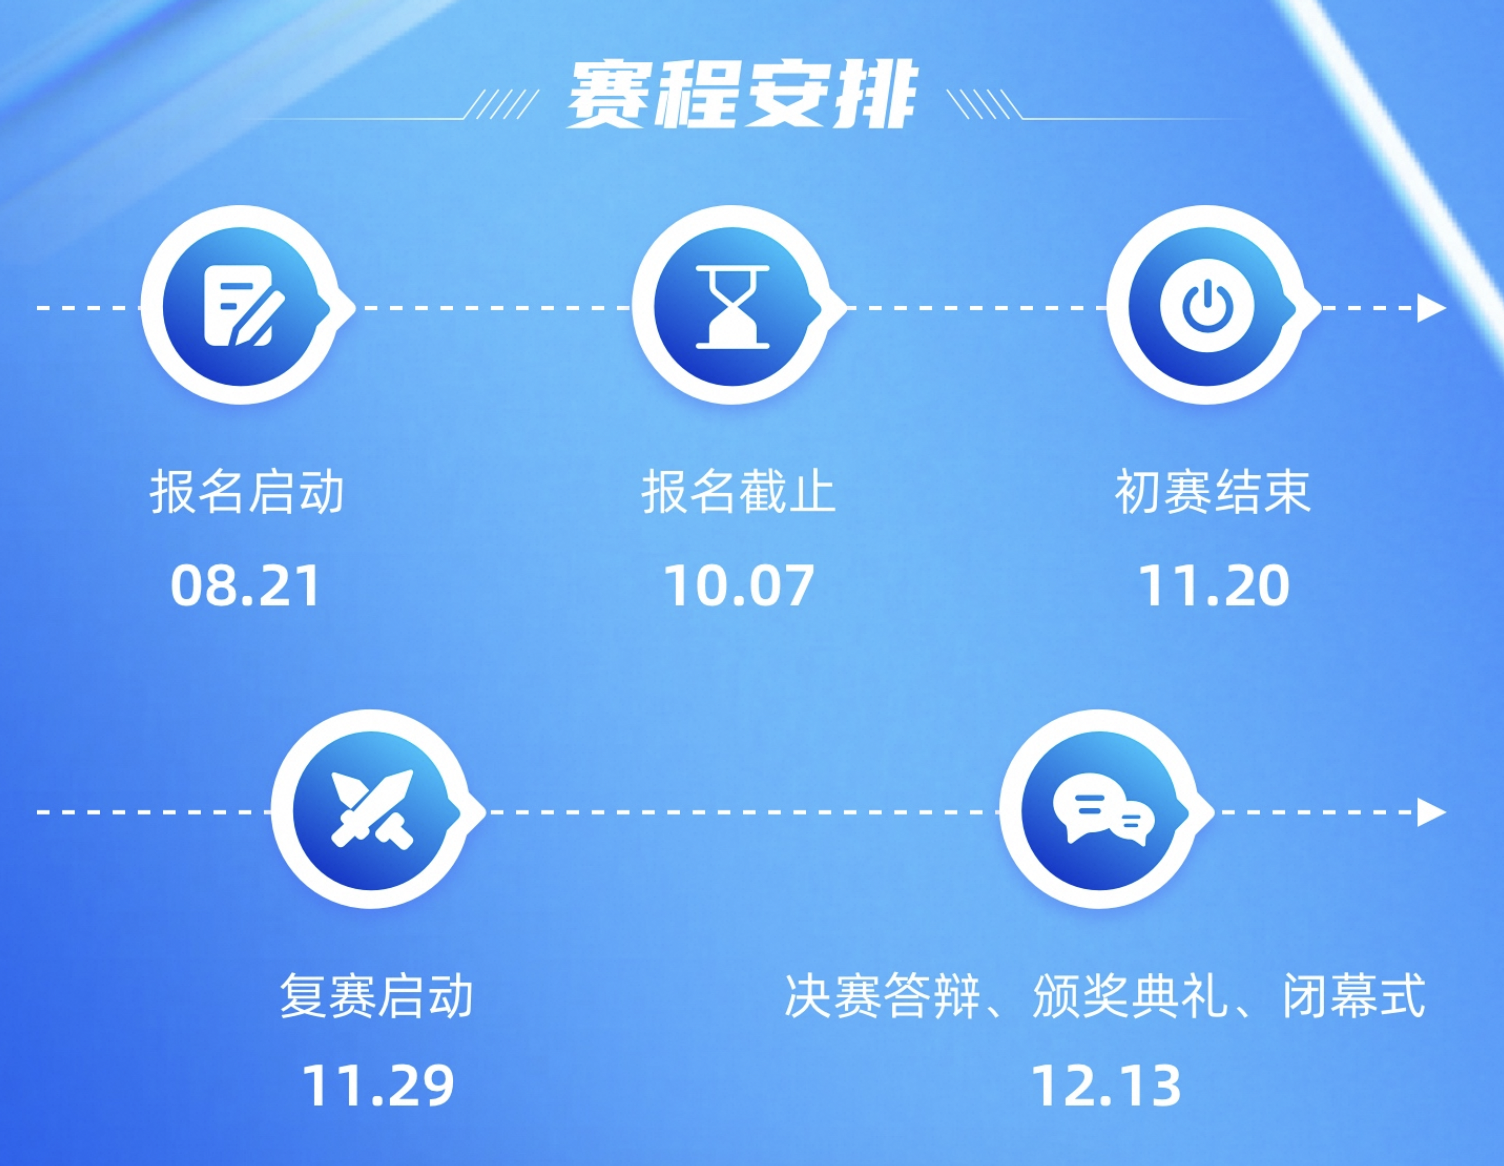 赛程安排
报名启动
报名截止
初赛结束
08.21
10.07
11.20
复赛启动
决赛答辩、颁奖典礼、闭幕式
11.29
12.13